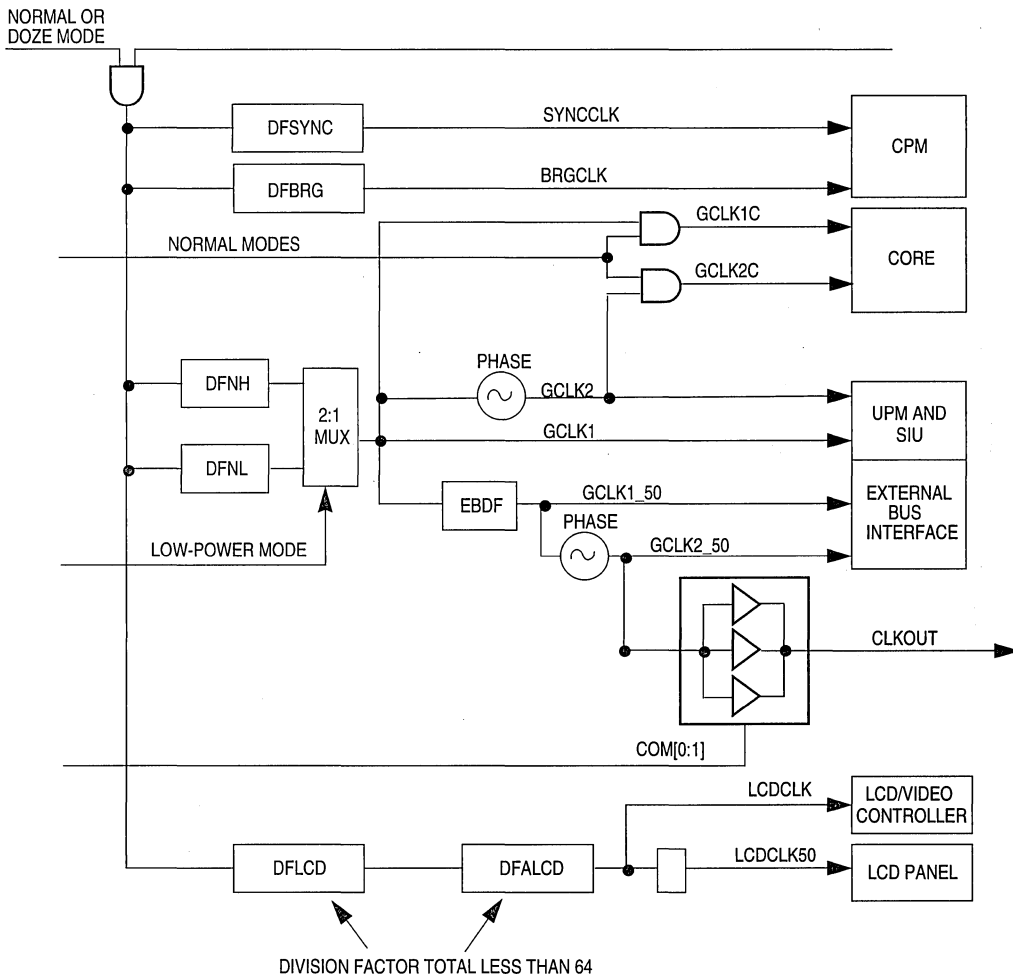 NORMAL OR
DOZE MODE
DFSYNC
SYNCCLK
CPM
DFBRG
BRGCLK
GCLK1C
NORMAL MODES
CORE
GCLK2C
PHASE
DFNH
GCLK2
2:1
MUX
UPM AND
SIU
GCLK1
DFNL
EBDF
GCLK1_50
EXTERNAL
BUS
INTERFACE
PHASE
LOW-POWER MODE
GCLK2_50
CLKOUT
COM[0:1]
LCDCLK
LCD/VIDEO
CONTROLLER
DFLCD
DFALCD
LCDCLK50
LCD PANEL
DIVISION FACTOR TOTAL LESS THAN 64